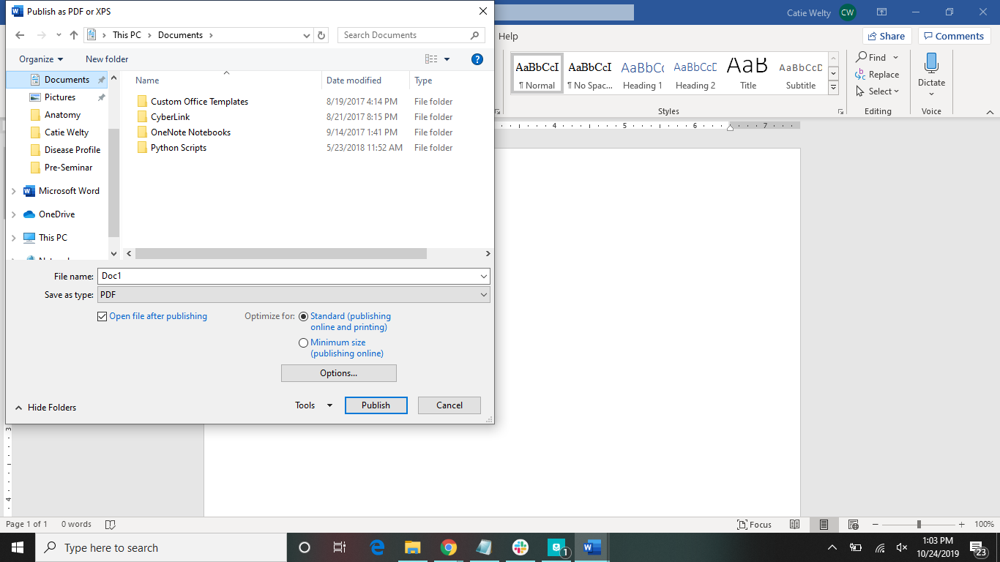 Publish as PDF or XPS
This PC
Documents
Search Documents
Organize
New folder
Documents
Pictures
Anatomy
Catie Welty
Disease Profile
Pre-Seminar
Microsoft Word
OneDrive
This PC
Name
Date modified
Type
Custom Office Templates 8/19/2017 4:14 PM File folder
CyberLink 8/21/2017 8:15 PM File folder
OneNote Notebooks 9/14/2017 1:41 PM File folder
Python Scripts 5/23/2018 11:52 AM File folder
File name: Doc1
Save as type: PDF
Open file after publishing
Optimize for:
Standard (publishing
online and printing)
Minimum size
(publishing online)
Options...
Hide Folders
Tools
Publish
Cancel
Catie Welty CW
Help
Share
Comments
AaBbCcI
¶ Normal
AaBbCcI
¶ No Spac...
AaBbCc
Heading 1
AaBbCcD
Heading 2
AaB
Title
AaBbCcD
Subtitle
Styles
Find
Replace
Select
Editing
Dictate
Voice
4 5 6 7
3
4
Page 1 of 1
0 words
Focus
100%
Type here to search
1
1:03 PM
10/24/2019
23